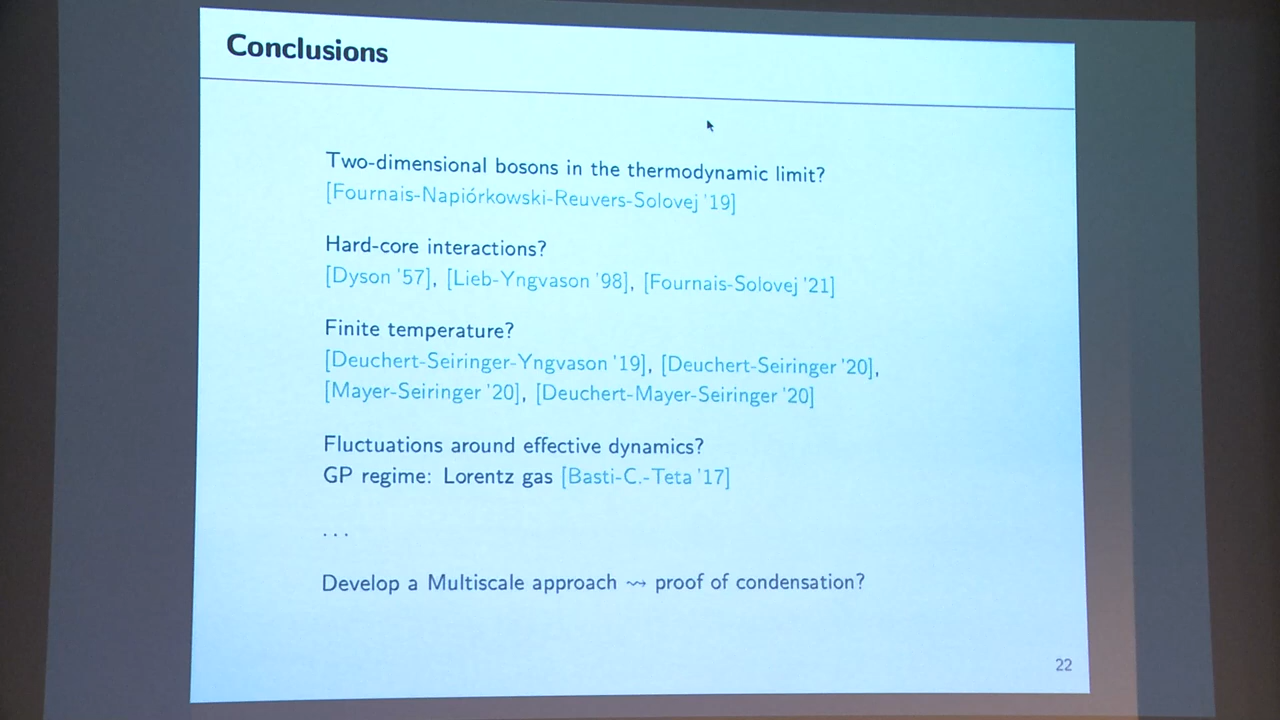 Conclusions
Two-dimensional bosons in the thermodynamic limit?
[Fournais-Napiórkowski-Reuvers-Solovej '19]
Hard-core interactions?
[Dyson '57], [Lieb-Yngvason '98], [Fournais-Solovej '21]
Finite temperature?
[Deuchert-Seiringer-Yngvason '19], [Deuchert-Seiringer '20],
[Mayer-Seiringer '20], [Deuchert-Mayer-Seiringer '20]
Fluctuations around effective dynamics?
GP regime: Lorentz gas [Basti-C.-Teta '17]
...
Develop a Multiscale approach ⇝ proof of condensation?
22